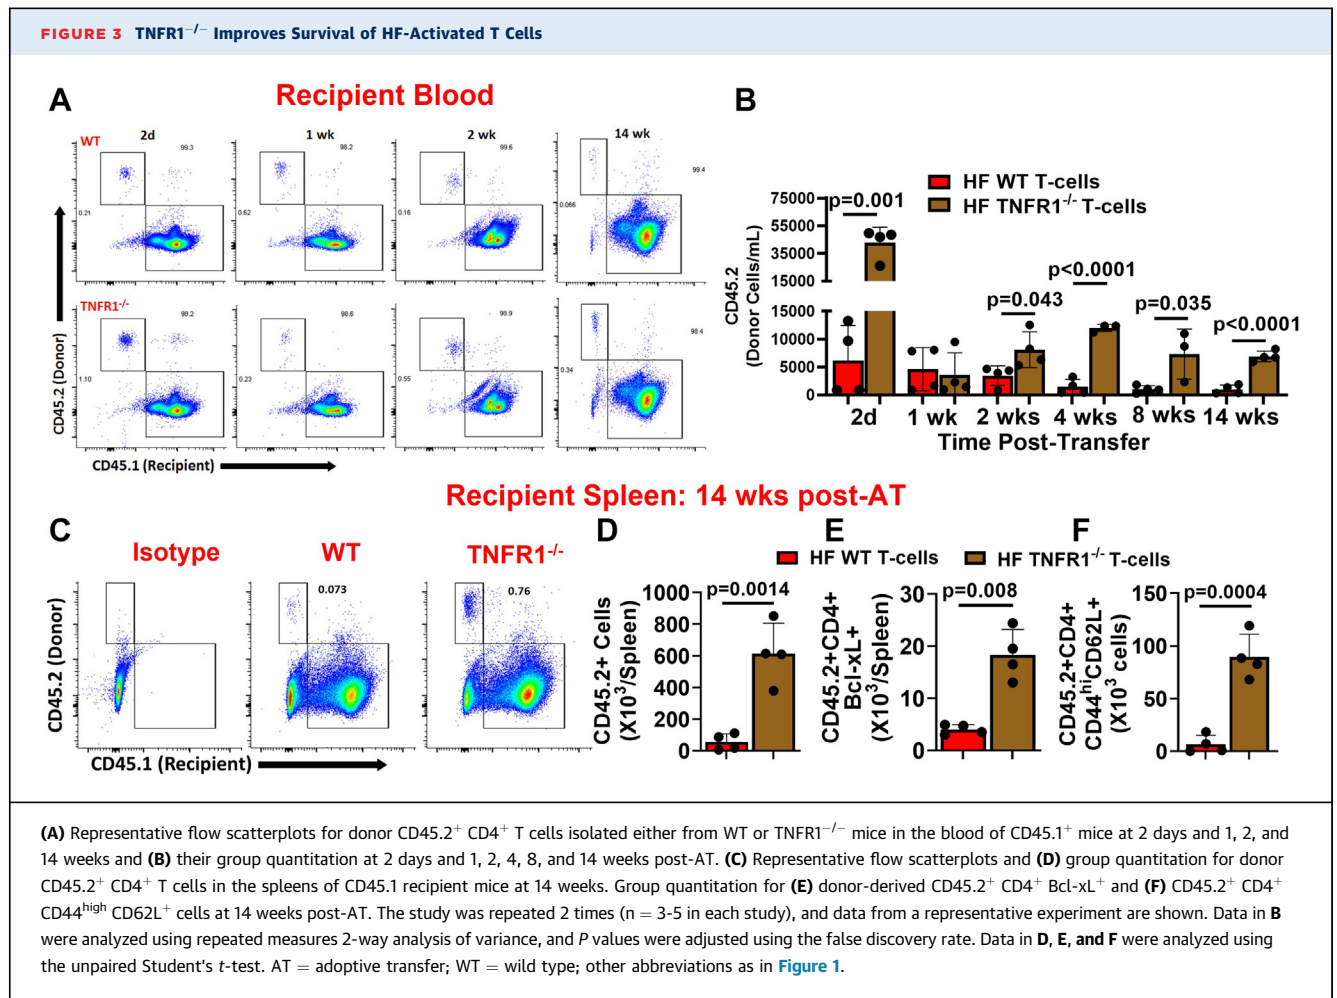 FIGURE 3 TNFR1⁻/⁻ Improves Survival of HF-Activated T Cells
A
Recipient Blood
2d
1 wk
2 wk
14 wk
WT
99.3
98.2
99.6
99.4
0.21
0.62
0.16
0.066
TNFR1-/-
98.2
98.6
98.9
98.4
1.10
0.23
0.55
0.34
CD45.2 (Donor)
CD45.1 (Recipient)
B
HF WT T-cells
HF TNFR1-/- T-cells
CD45.2
(Donor Cells/mL)
75000
55000
35000
15000
15000
10000
5000
0
p=0.001
p=0.043
p<0.0001
p=0.035
p<0.0001
2d
1 wk
2 wks
4 wks
8 wks
14 wks
Time Post-Transfer
Recipient Spleen: 14 wks post-AT
C
Isotype
WT
TNFR1-/-
0.073
0.76
CD45.2 (Donor)
CD45.1 (Recipient)
D
E
F
HF WT T-cells
HF TNFR1-/- T-cells
CD45.2+ Cells
(X10³/Spleen)
1000
800
600
400
200
0
p=0.0014
CD45.2+CD4+
Bcl-xL+
(X10³/Spleen)
30
20
10
0
p=0.008
CD45.2+CD4+
CD44hiCD62L+
(X10³ cells)
150
100
50
0
p=0.0004
(A) Representative flow scatterplots for donor CD45.2⁺ CD4⁺ T cells isolated either from WT or TNFR1⁻/⁻ mice in the blood of CD45.1⁺ mice at 2 days and 1, 2, and
14 weeks and (B) their group quantitation at 2 days and 1, 2, 4, 8, and 14 weeks post-AT. (C) Representative flow scatterplots and (D) group quantitation for donor
CD45.2⁺ CD4⁺ T cells in the spleens of CD45.1 recipient mice at 14 weeks. Group quantitation for (E) donor-derived CD45.2⁺ CD4⁺ Bcl-xL⁺ and (F) CD45.2⁺ CD4⁺
CD44high CD62L⁺ cells at 14 weeks post-AT. The study was repeated 2 times (n = 3-5 in each study), and data from a representative experiment are shown. Data in B
were analyzed using repeated measures 2-way analysis of variance, and P values were adjusted using the false discovery rate. Data in D, E, and F were analyzed using
the unpaired Student's t-test. AT = adoptive transfer; WT = wild type; other abbreviations as in Figure 1.